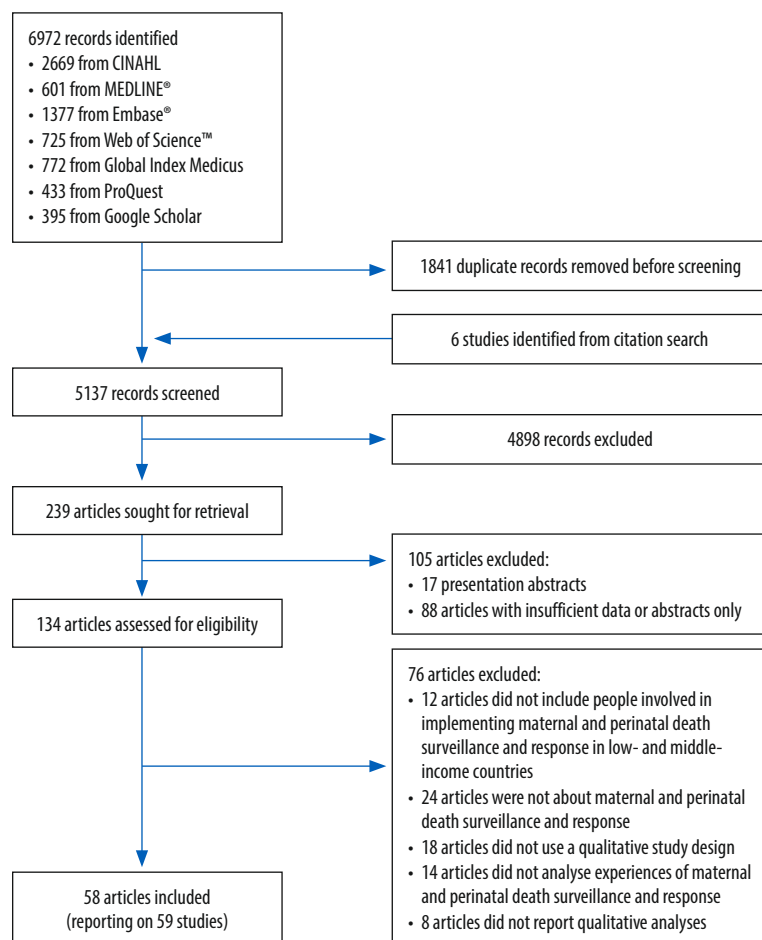 6972 records identified
• 2669 from CINAHL
• 601 from MEDLINE®
• 1377 from Embase®
• 725 from Web of Science™
• 772 from Global Index Medicus
• 433 from ProQuest
• 395 from Google Scholar
1841 duplicate records removed before screening
6 studies identified from citation search
5137 records screened
4898 records excluded
239 articles sought for retrieval
105 articles excluded:
• 17 presentation abstracts
• 88 articles with insufficient data or abstracts only
134 articles assessed for eligibility
76 articles excluded:
• 12 articles did not include people involved in
implementing maternal and perinatal death
surveillance and response in low- and middle-
income countries
• 24 articles were not about maternal and perinatal
death surveillance and response
• 18 articles did not use a qualitative study design
• 14 articles did not analyse experiences of maternal
and perinatal death surveillance and response
• 8 articles did not report qualitative analyses
58 articles included
(reporting on 59 studies)